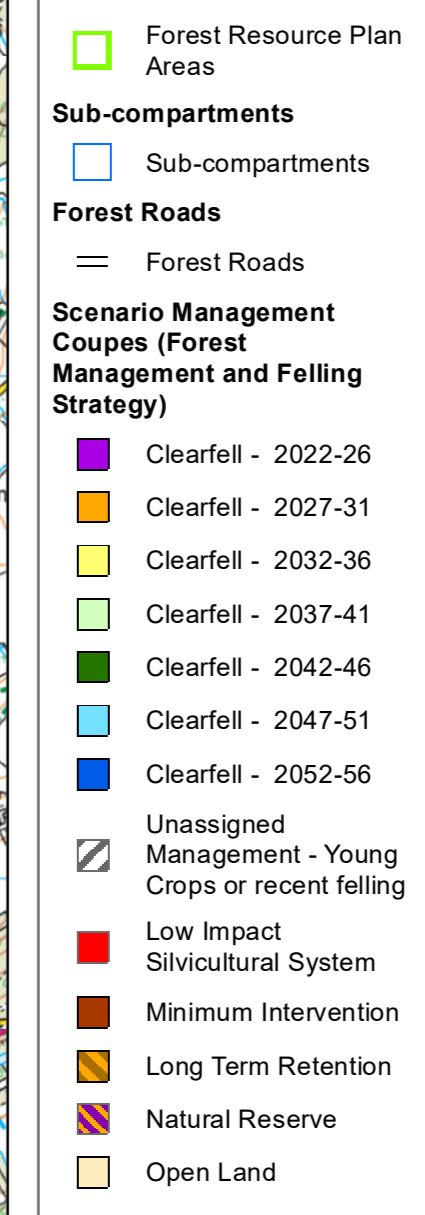 Forest Resource Plan
Areas
Sub-compartments
Sub-compartments
Forest Roads
Forest Roads
Scenario Management
Coupes (Forest
Management and Felling
Strategy)
Clearfell - 2022-26
Clearfell - 2027-31
Clearfell - 2032-36
Clearfell - 2037-41
Clearfell - 2042-46
Clearfell - 2047-51
Clearfell - 2052-56
Unassigned
Management - Young
Crops or recent felling
Low Impact
Silvicultural System
Minimum Intervention
Long Term Retention
Natural Reserve
Open Land